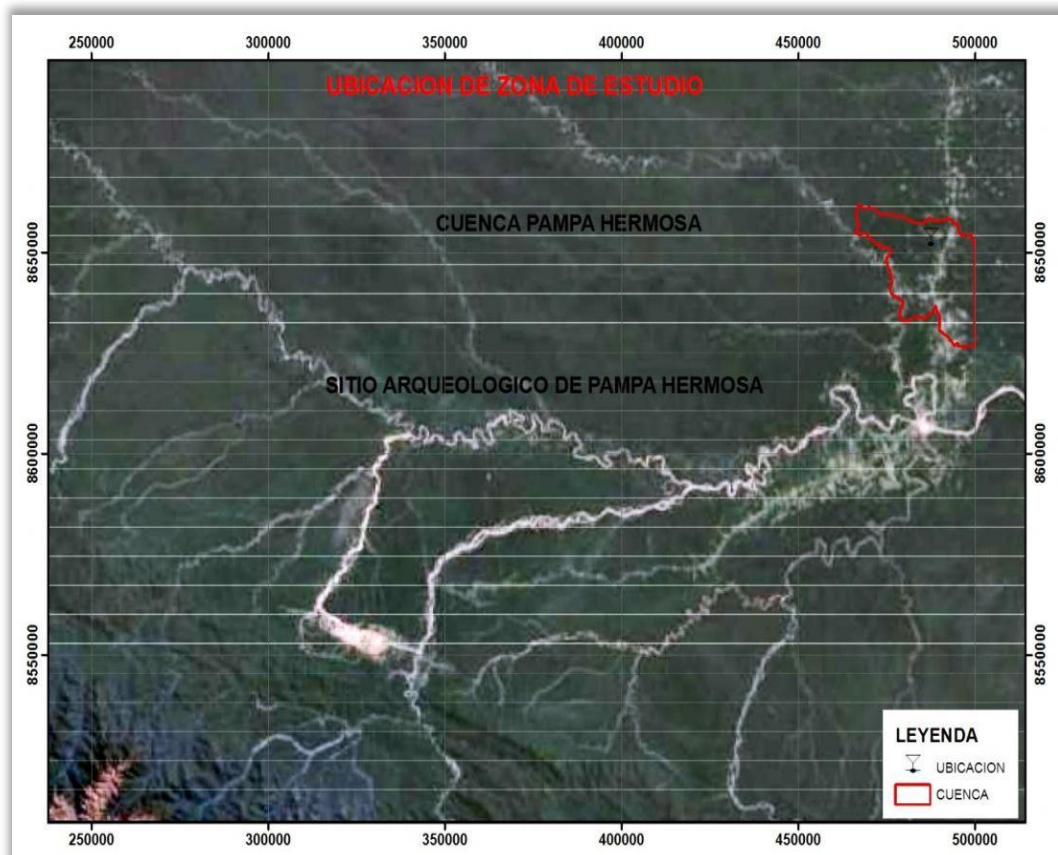 250000 300000 350000 400000 450000 500000
UBICACION DE ZONA DE ESTUDIO
CUENCA PAMPA HERMOSA
8650000 8650000
SITIO ARQUEOLOGICO DE PAMPA HERMOSA
8600000 8600000
8550000 8550000
LEYENDA
UBICACION
CUENCA
250000 300000 350000 400000 450000 500000